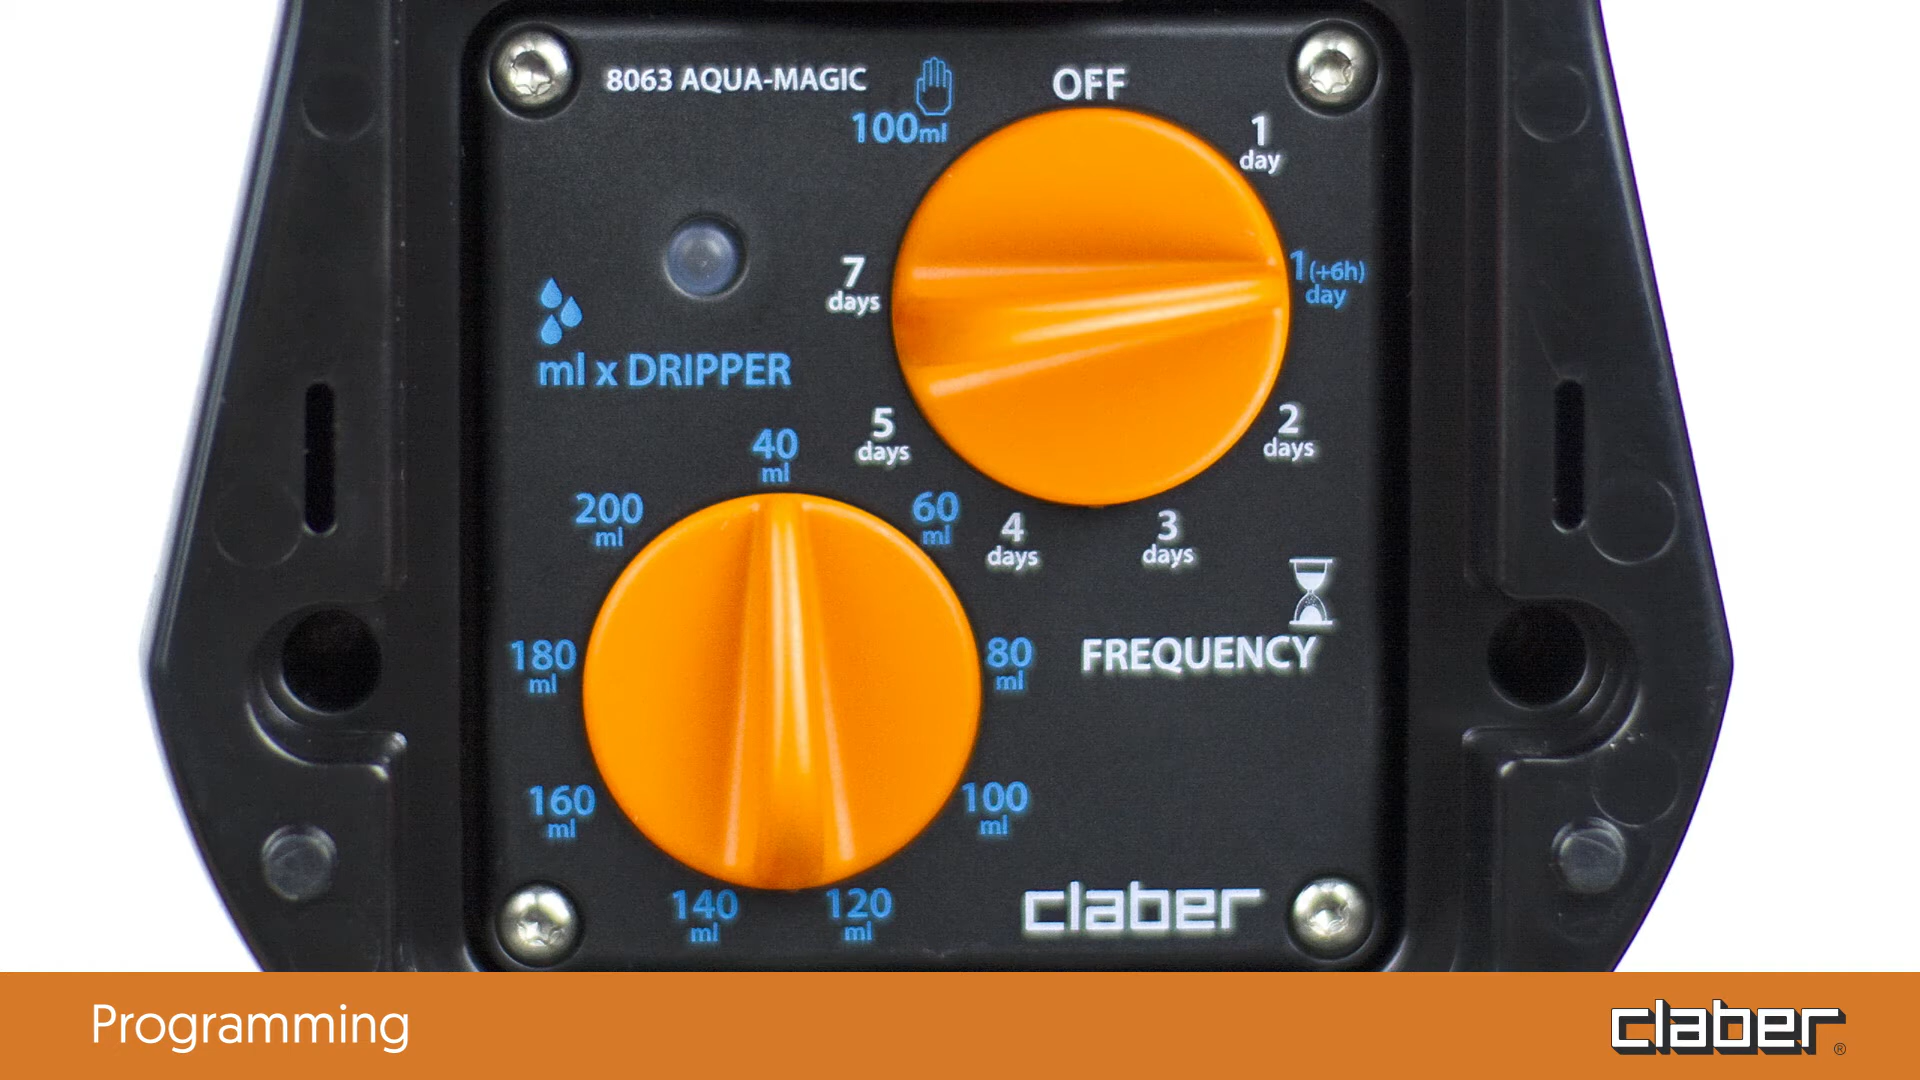 8063 AQUA-MAGIC
100ml
OFF
1
day
1(+6h)
day
2
days
3
days
4
days
5
days
7
days
FREQUENCY
ml x DRIPPER
40
ml
60
ml
80
ml
100
ml
120
ml
140
ml
160
ml
180
ml
200
ml
claber
Programming
claber®